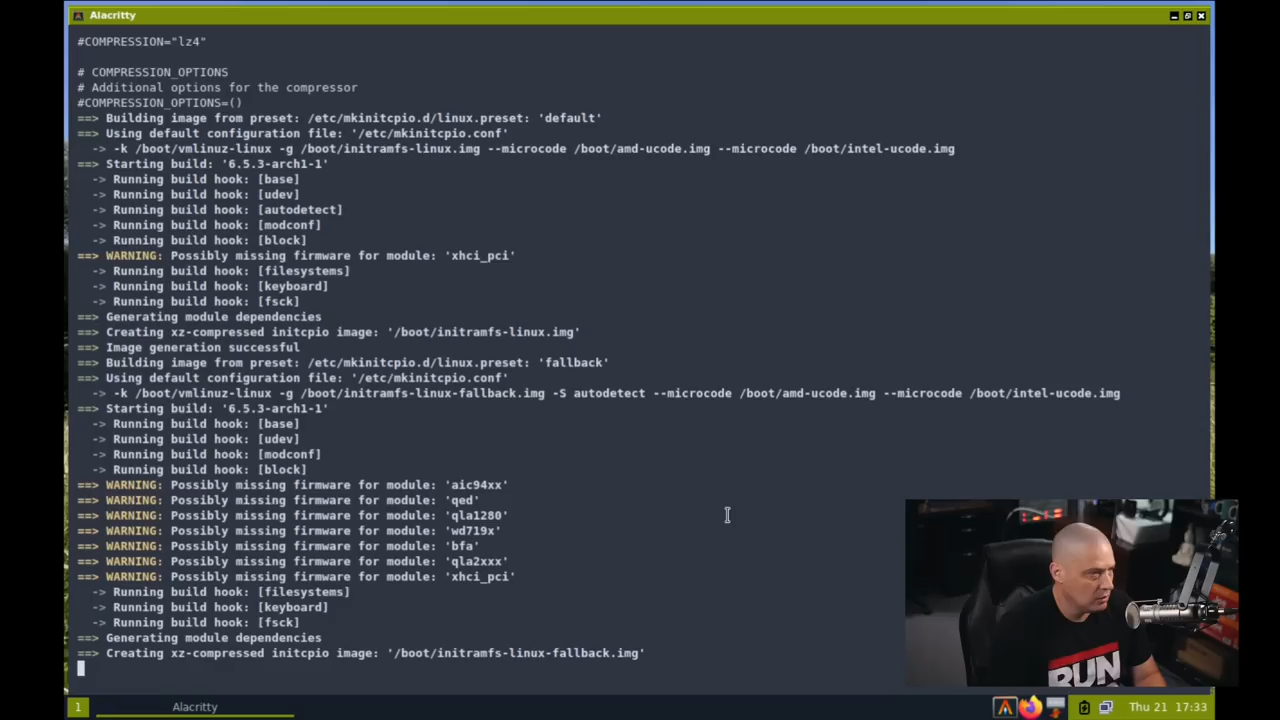 Alacritty
#COMPRESSION="lz4"
# COMPRESSION_OPTIONS
# Additional options for the compressor
#COMPRESSION_OPTIONS=()
==> Building image from preset: /etc/mkinitcpio.d/linux.preset: 'default'
==> Using default configuration file: '/etc/mkinitcpio.conf'
-> -k /boot/vmlinuz-linux -g /boot/initramfs-linux.img --microcode /boot/amd-ucode.img --microcode /boot/intel-ucode.img
==> Starting build: '6.5.3-arch1-1'
-> Running build hook: [base]
-> Running build hook: [udev]
-> Running build hook: [autodetect]
-> Running build hook: [modconf]
-> Running build hook: [block]
==> WARNING: Possibly missing firmware for module: 'xhci_pci'
-> Running build hook: [filesystems]
-> Running build hook: [keyboard]
-> Running build hook: [fsck]
==> Generating module dependencies
==> Creating xz-compressed initcpio image: '/boot/initramfs-linux.img'
==> Image generation successful
==> Building image from preset: /etc/mkinitcpio.d/linux.preset: 'fallback'
==> Using default configuration file: '/etc/mkinitcpio.conf'
-> -k /boot/vmlinuz-linux -g /boot/initramfs-linux-fallback.img -S autodetect --microcode /boot/amd-ucode.img --microcode /boot/intel-ucode.img
==> Starting build: '6.5.3-arch1-1'
-> Running build hook: [base]
-> Running build hook: [udev]
-> Running build hook: [modconf]
-> Running build hook: [block]
==> WARNING: Possibly missing firmware for module: 'aic94xx'
==> WARNING: Possibly missing firmware for module: 'qed'
==> WARNING: Possibly missing firmware for module: 'qla1280'
==> WARNING: Possibly missing firmware for module: 'wd719x'
==> WARNING: Possibly missing firmware for module: 'bfa'
==> WARNING: Possibly missing firmware for module: 'qla2xxx'
==> WARNING: Possibly missing firmware for module: 'xhci_pci'
-> Running build hook: [filesystems]
-> Running build hook: [keyboard]
-> Running build hook: [fsck]
==> Generating module dependencies
==> Creating xz-compressed initcpio image: '/boot/initramfs-linux-fallback.img'
RUN
1 Alacritty Thu 21 17:33